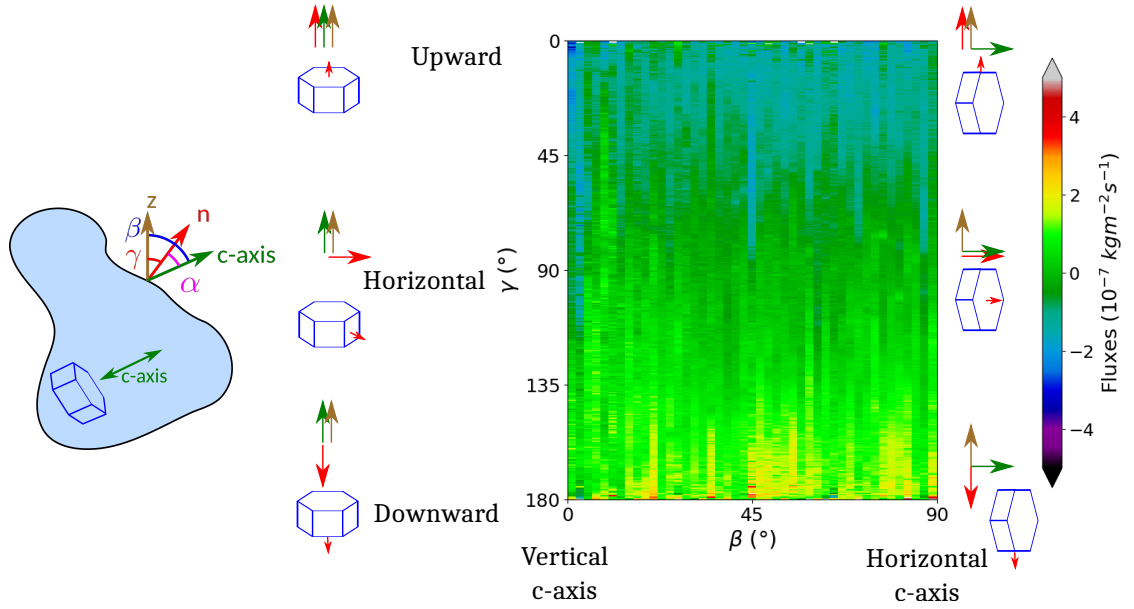 z
n
β
γ
c-axis
α
c-axis
Upward
Horizontal
Downward
0
45
90
135
180
γ (°)
0
45
90
β (°)
Vertical
c-axis
Horizontal
c-axis
4
2
0
−2
−4
Fluxes (10⁻⁷ kgm⁻²s⁻¹)